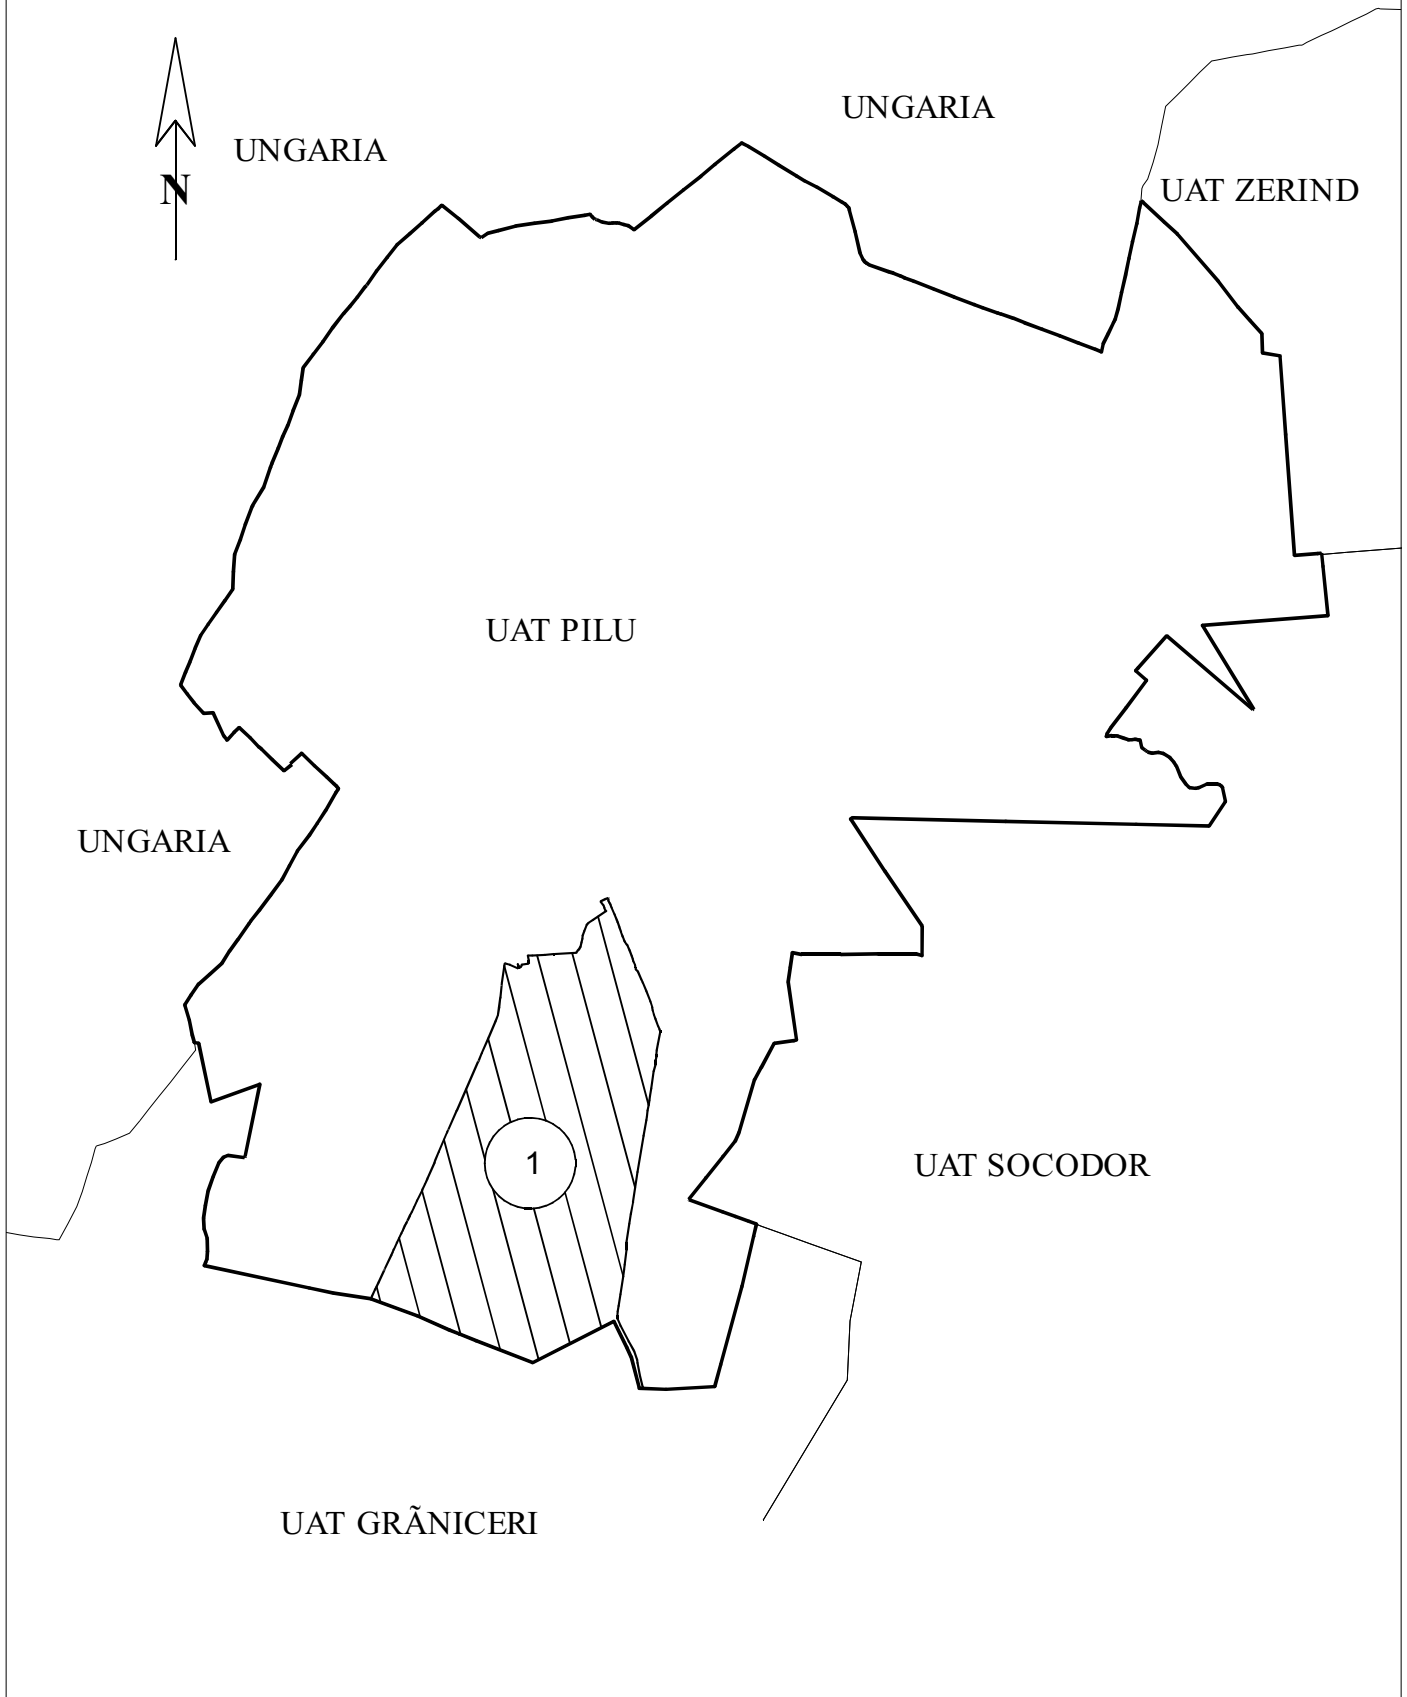 UNGARIA
UNGARIA
N
UAT ZERIND
UAT PILU
UNGARIA
1
UAT SOCODOR
UAT GRÃNICERI